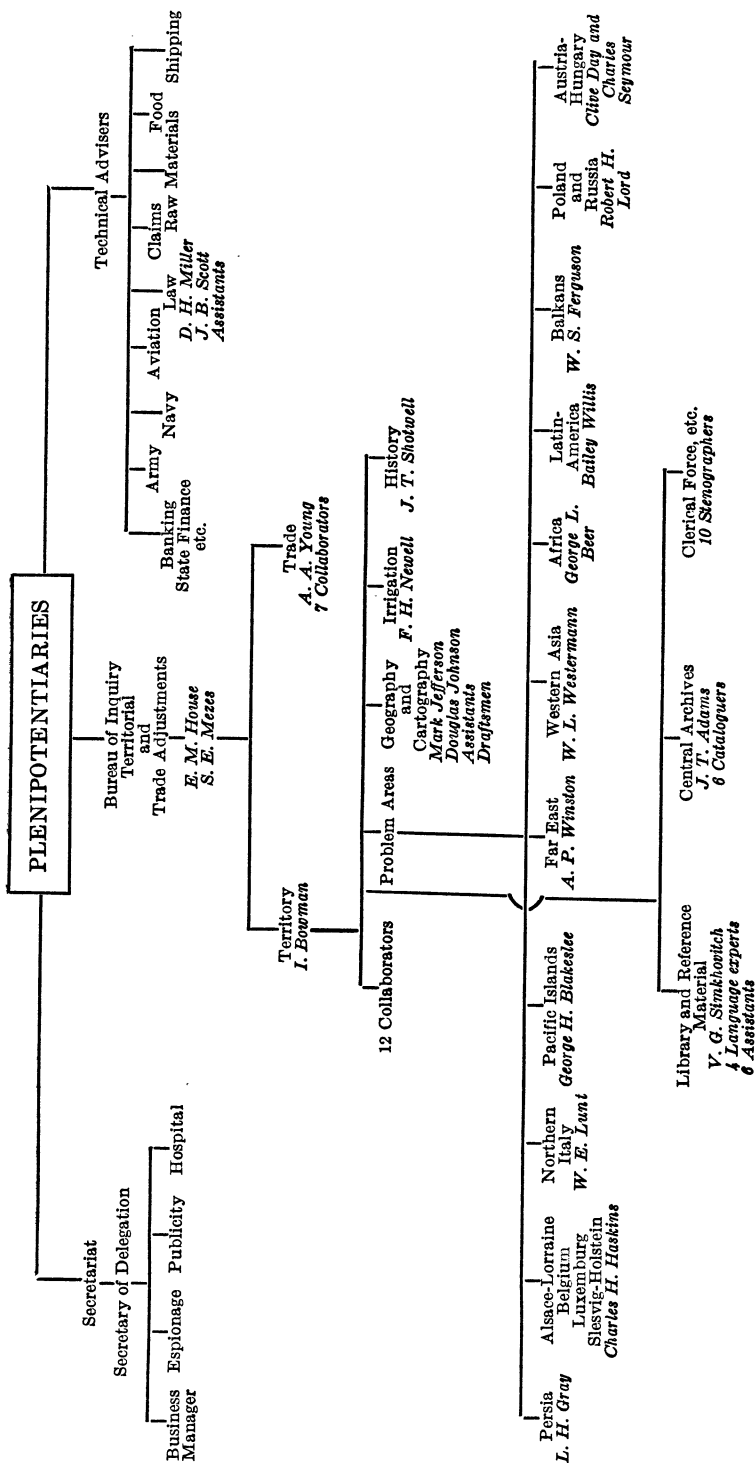 PLENIPOTENTIARIES
Secretariat
Secretary of Delegation
Business
Manager
Espionage
Publicity
Hospital
Bureau of Inquiry
Territorial
and
Trade Adjustments
E. M. House
S. E. Mezes
Technical Advisers
Banking
State Finance
etc.
Army
Navy
Aviation
Law
D. H. Miller
J. B. Scott
Assistants
Claims
Raw Materials
Food
Shipping
Territory
I. Bowman
Trade
A. A. Young
7 Collaborators
12 Collaborators
Problem Areas
Geography
and
Cartography
Mark Jefferson
Douglas Johnson
Assistants
Draftsmen
Irrigation
F. H. Newell
History
J. T. Shotwell
Persia
L. H. Gray
Alsace-Lorraine
Belgium
Luxemburg
Slesvig-Holstein
Charles H. Haskins
Northern
Italy
W. E. Lunt
Pacific Islands
George H. Blakeslee
Far East
A. P. Winston
Western Asia
W. L. Westermann
Africa
George L.
Beer
Latin-
America
Bailey Willis
Balkans
W. S. Ferguson
Poland
and
Russia
Robert H.
Lord
Austria-
Hungary
Clive Day and
Charles
Seymour
Library and Reference
Material
V. G. Simkhovitch
4 Language experts
6 Assistants
Central Archives
J. T. Adams
6 Cataloguers
Clerical Force, etc.
10 Stenographers